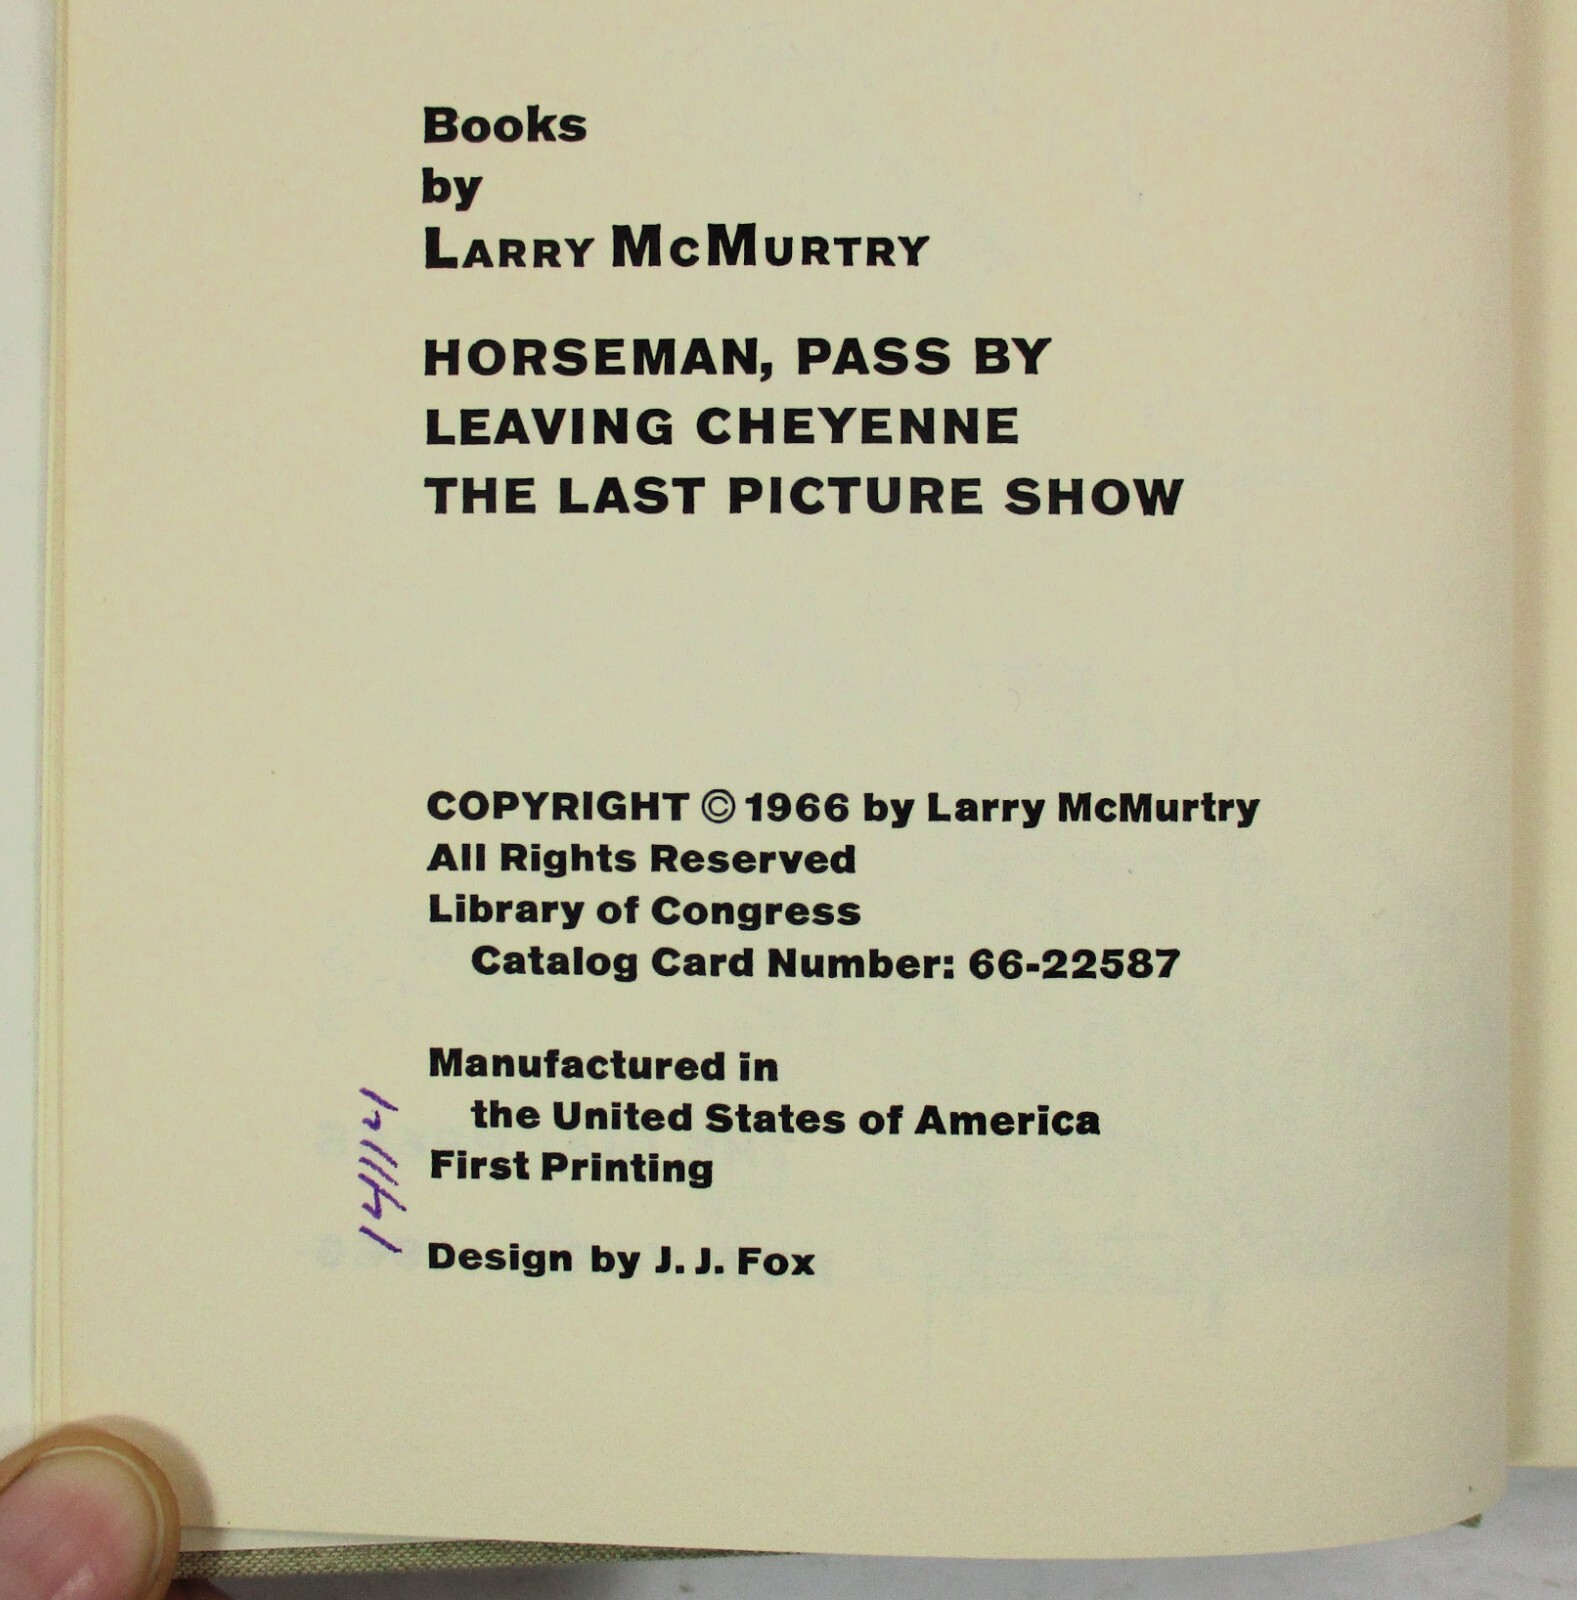 Books
by
LARRY McMURTRY
HORSEMAN, PASS BY
LEAVING CHEYENNE
THE LAST PICTURE SHOW
COPYRIGHT © 1966 by Larry McMurtry
All Rights Reserved
Library of Congress
Catalog Card Number: 66-22587
Manufactured in
the United States of America
First Printing
Design by J. J. Fox